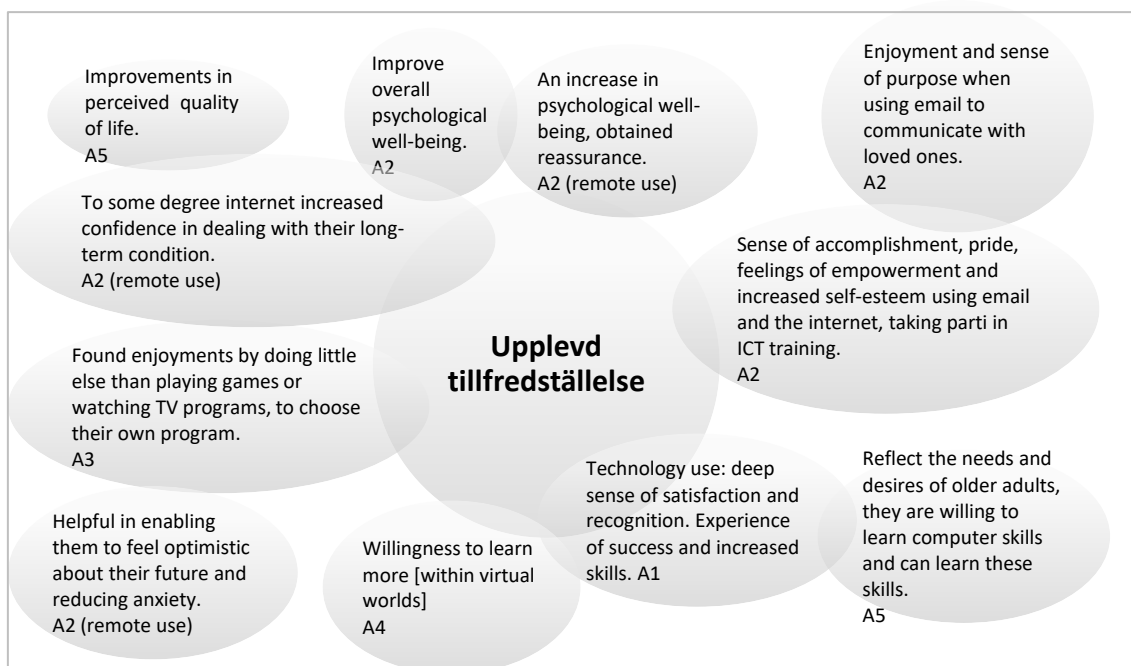 Improvements in
perceived quality
of life.
A5
Improve
overall
psychological
well-being.
A2
An increase in
psychological well-
being, obtained
reassurance.
A2 (remote use)
Enjoyment and sense
of purpose when
using email to
communicate with
loved ones.
A2
To some degree internet increased
confidence in dealing with their long-
term condition.
A2 (remote use)
Sense of accomplishment, pride,
feelings of empowerment and
increased self-esteem using email
and the internet, taking parti in
ICT training.
A2
Upplevd
tillfredställelse
Found enjoyments by doing little
else than playing games or
watching TV programs, to choose
their own program.
A3
Technology use: deep
sense of satisfaction and
recognition. Experience
of success and increased
skills. A1
Reflect the needs and
desires of older adults,
they are willing to
learn computer skills
and can learn these
skills.
A5
Helpful in enabling
them to feel optimistic
about their future and
reducing anxiety.
A2 (remote use)
Willingness to learn
more [within virtual
worlds]
A4